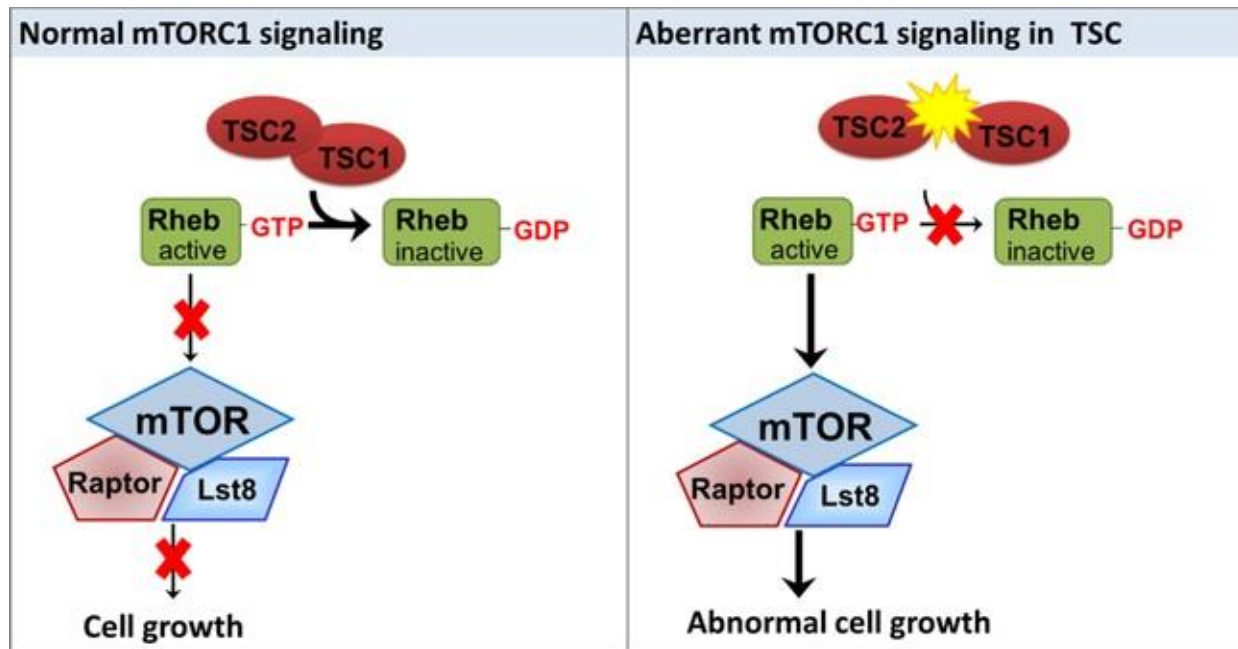 Normal mTORC1 signaling
TSC2
TSC1
Rheb
active
GTP
Rheb
inactive
GDP
mTOR
Raptor
Lst8
Cell growth
Aberrant mTORC1 signaling in TSC
TSC2
TSC1
Rheb
active
GTP
Rheb
inactive
GDP
mTOR
Raptor
Lst8
Abnormal cell growth